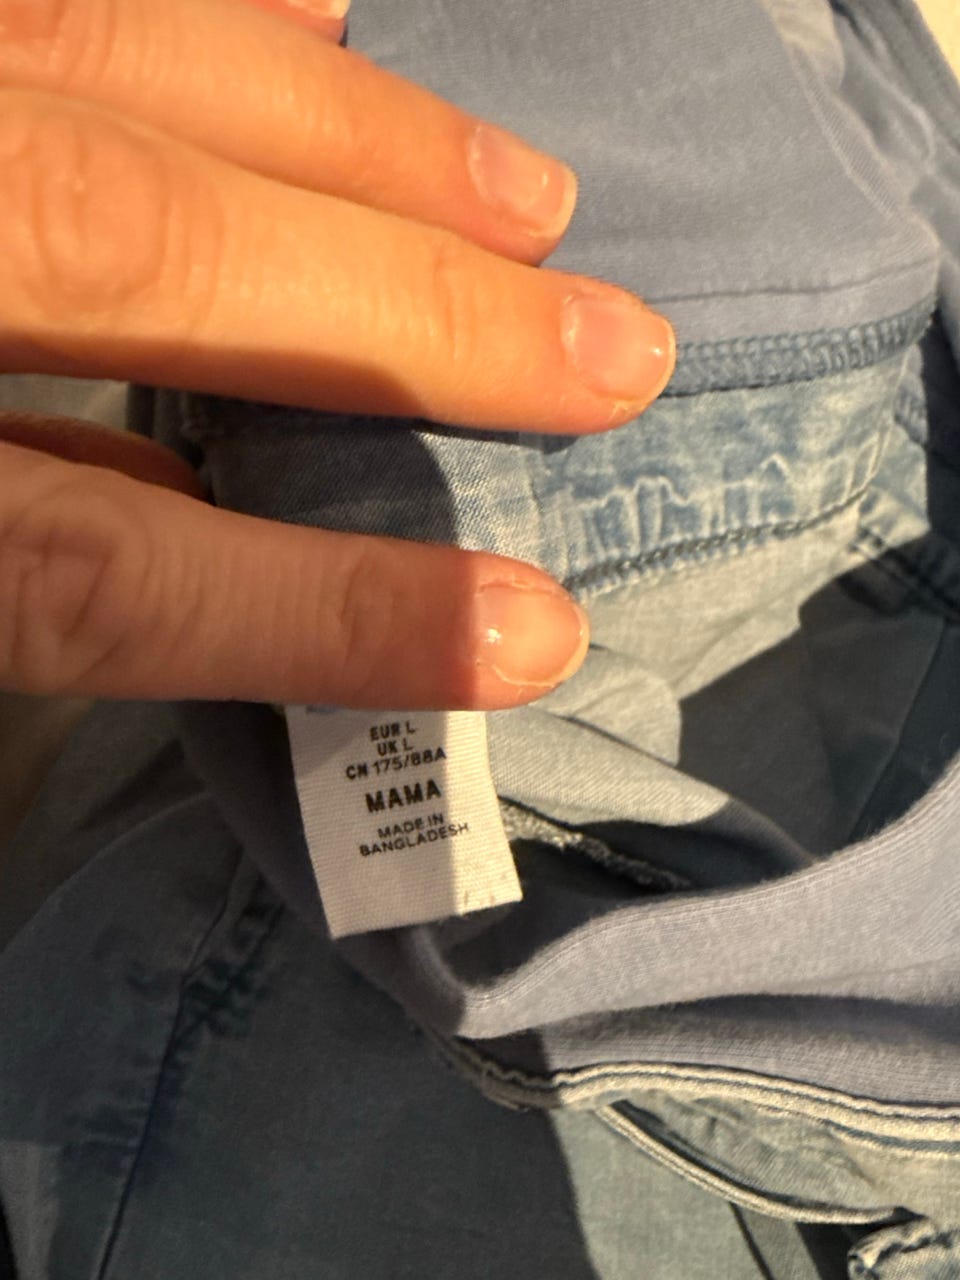 EUR L
UK L
CN 175/88A
MAMA
MADE IN
BANGLADESH